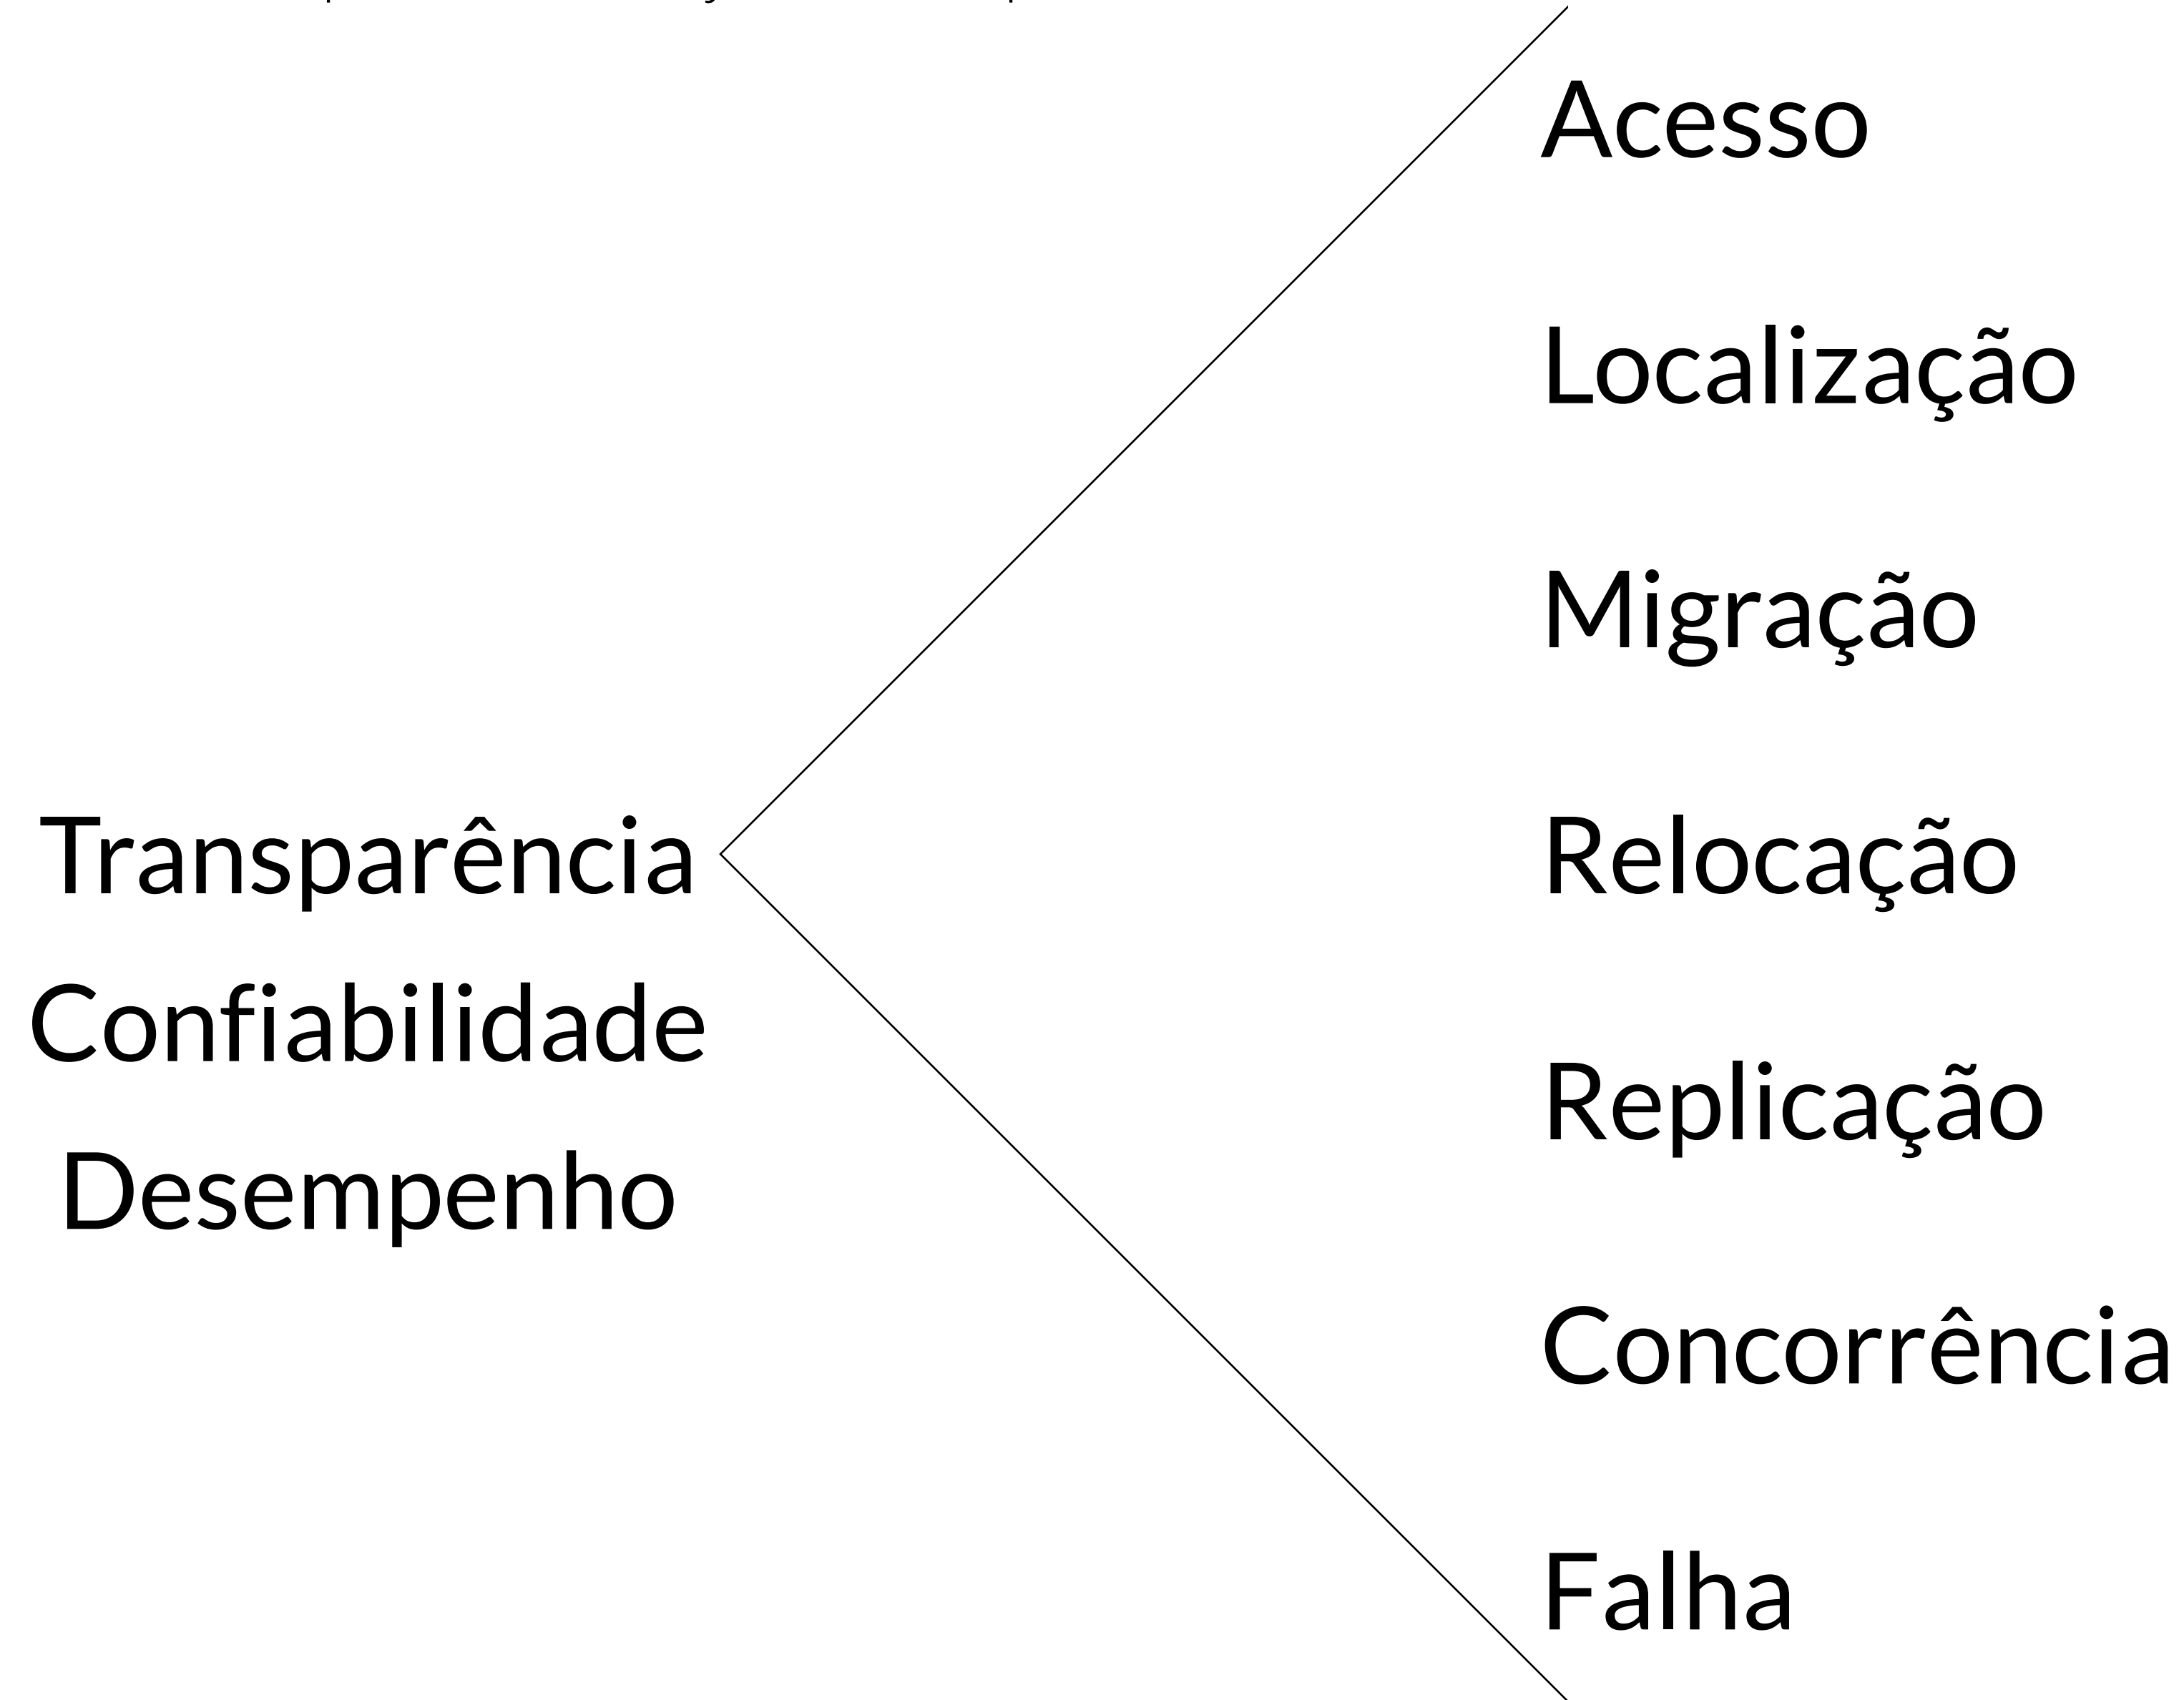 Transparência
Confiabilidade
Desempenho
Acesso
Localização
Migração
Relocação
Replicação
Concorrência
Falha